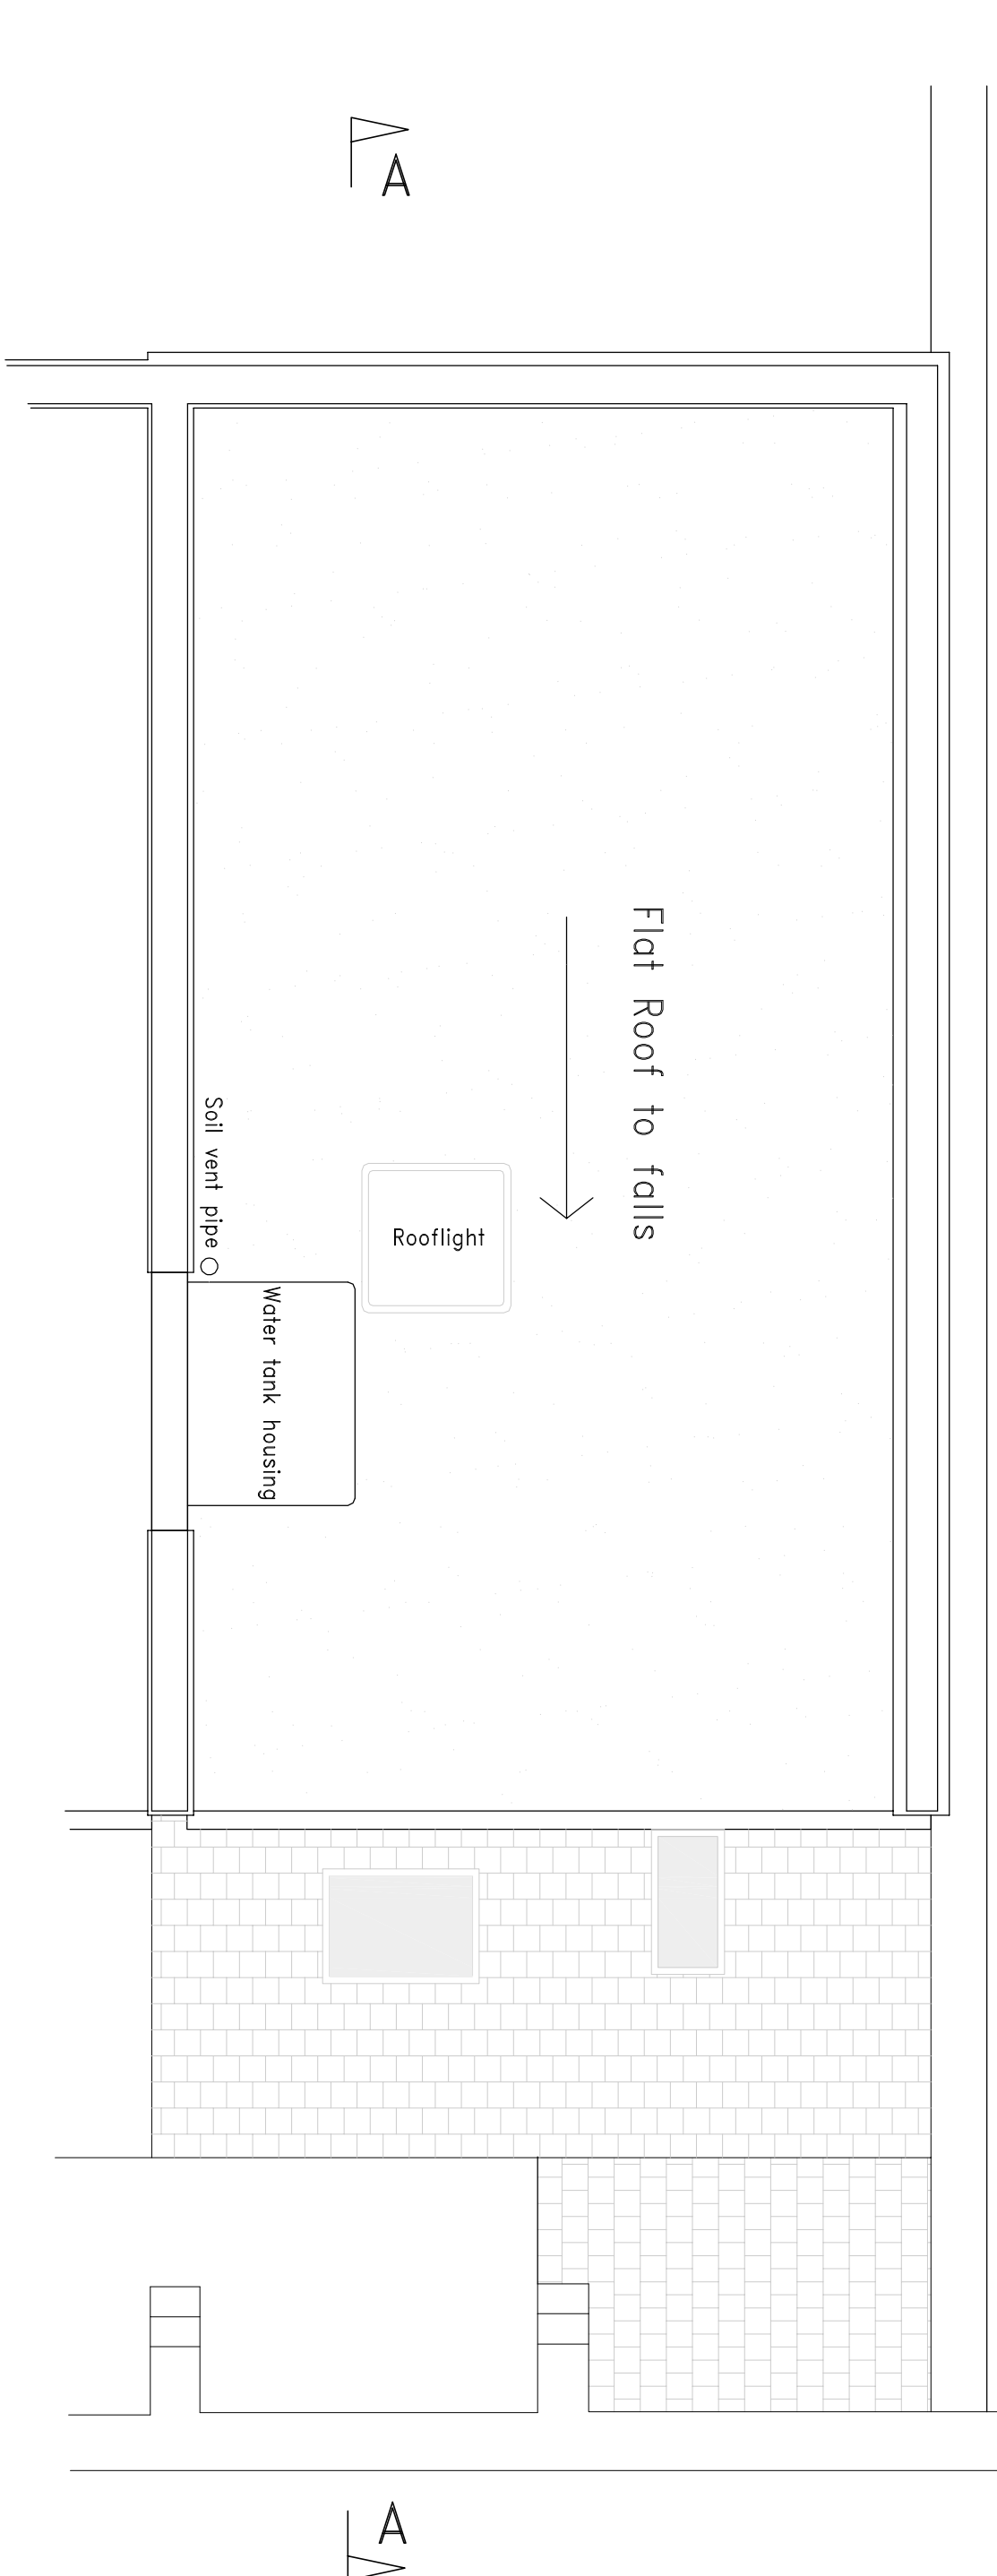 A
Flat Roof to falls
Soil vent pipe
Rooflight
Water tank housing
A